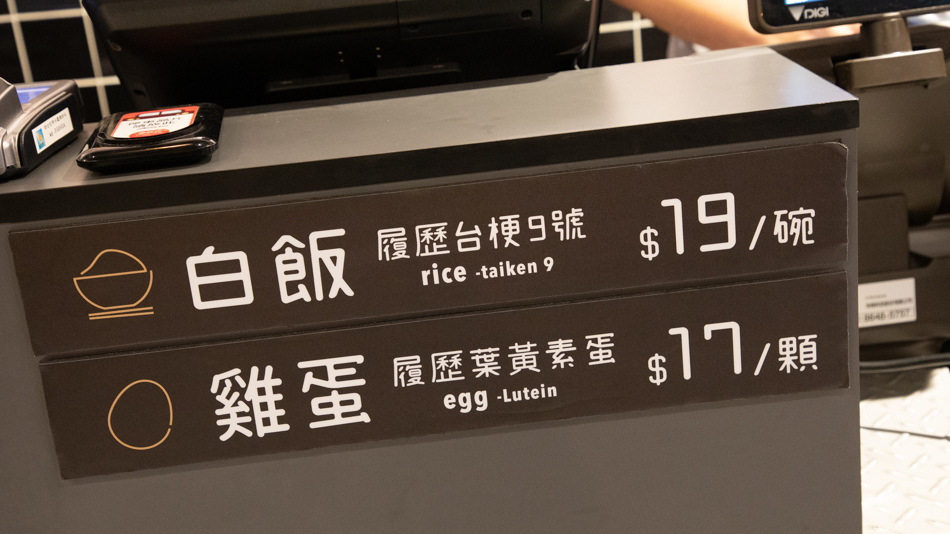 DIGI
白飯 履歷台梗9號 $19/碗
rice -taiken 9
雞蛋 履歷葉黃素蛋 $17/顆
egg -Lutein